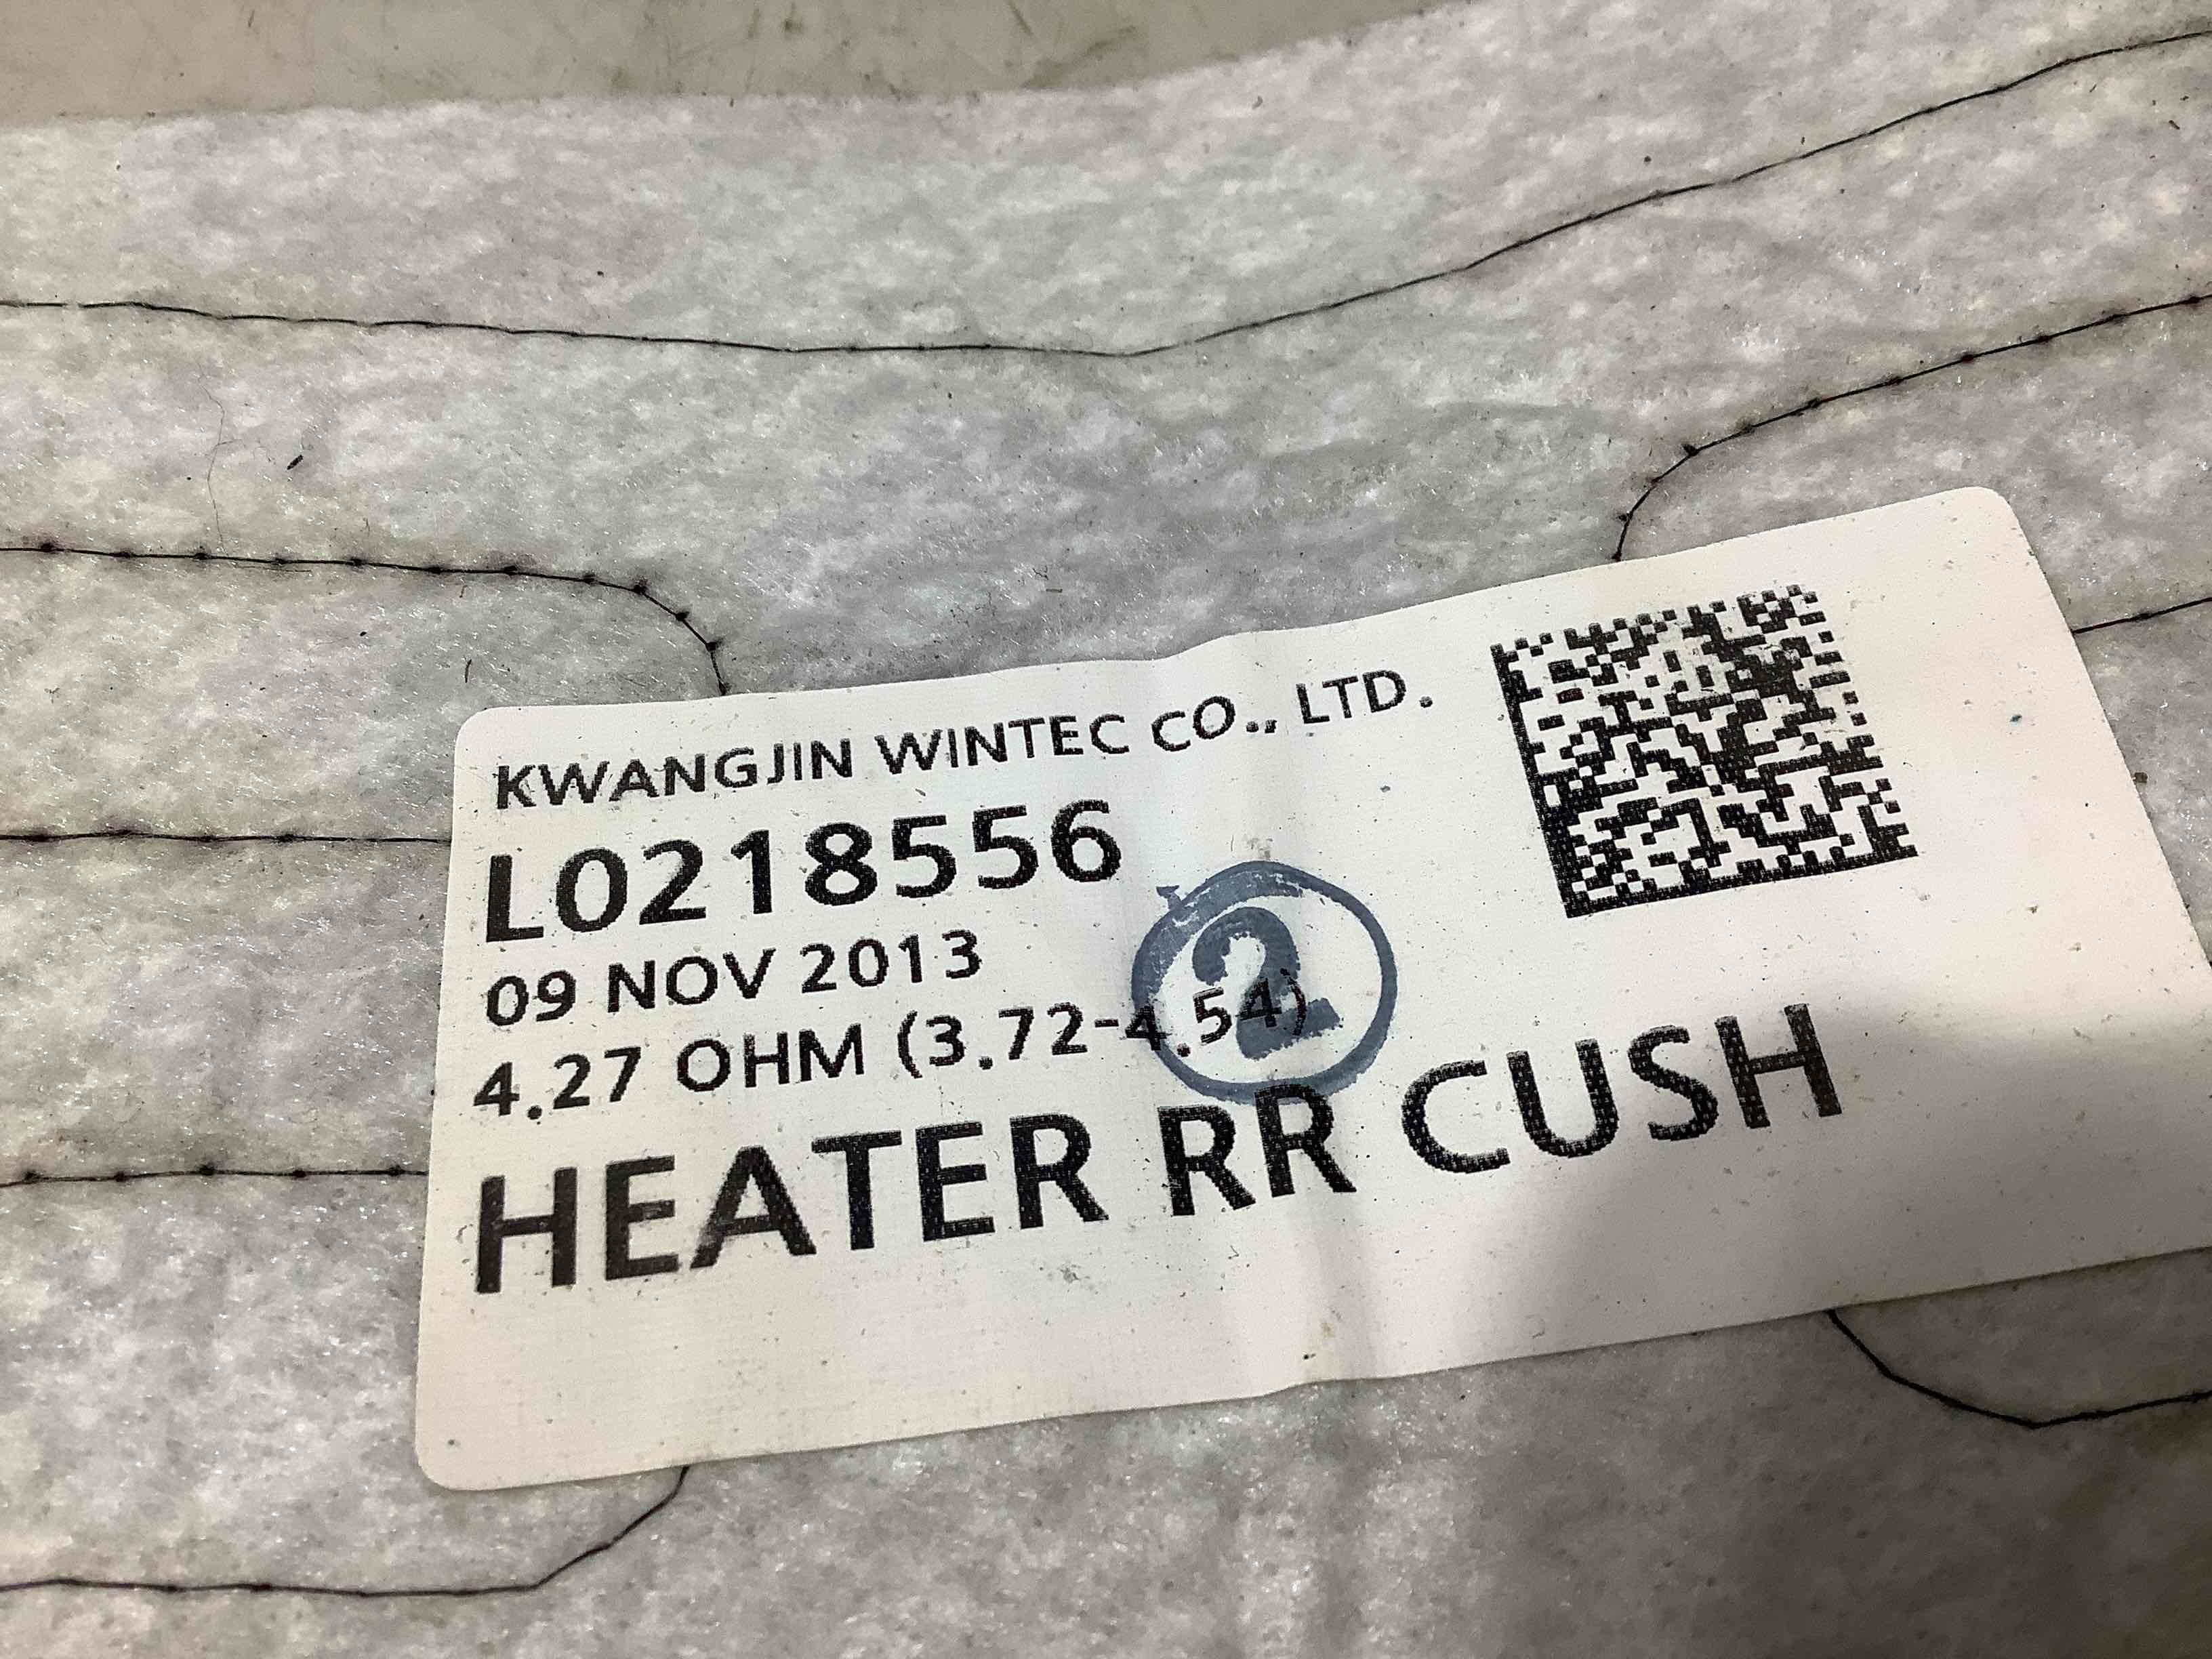 KWANGJIN WINTEC CO., LTD.
L0218556
09 NOV 2013
4.27 OHM (3.72-4.54)
2
HEATER RR CUSH